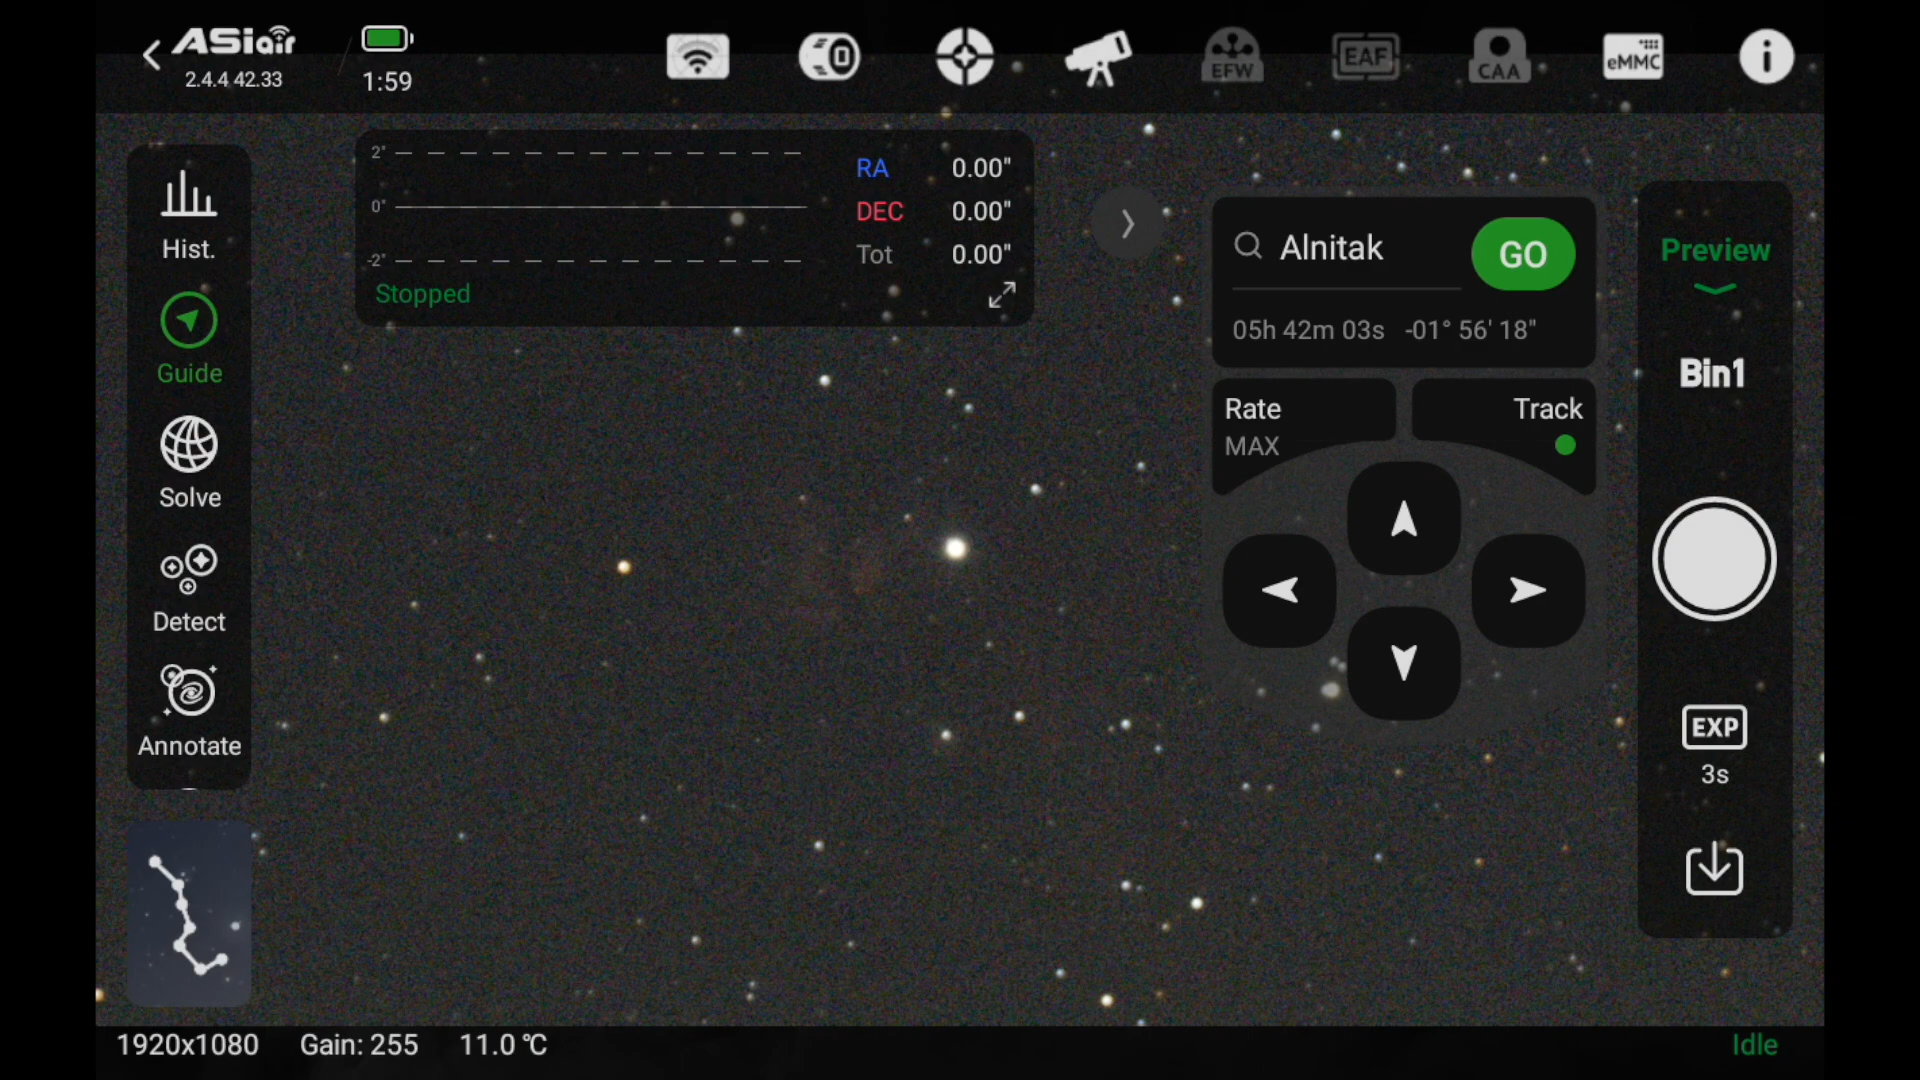 ASiair
2.4.4 42.33
1:59
EFW
EAF
CAA
eMMC
Hist.
Guide
Solve
Detect
Annotate
2"
0"
-2"
RA 0.00"
DEC 0.00"
Tot 0.00"
Stopped
Alnitak
GO
05h 42m 03s -01° 56' 18"
Rate
MAX
Track
Preview
Bin1
EXP
3s
1920x1080 Gain: 255 11.0 ℃
Idle